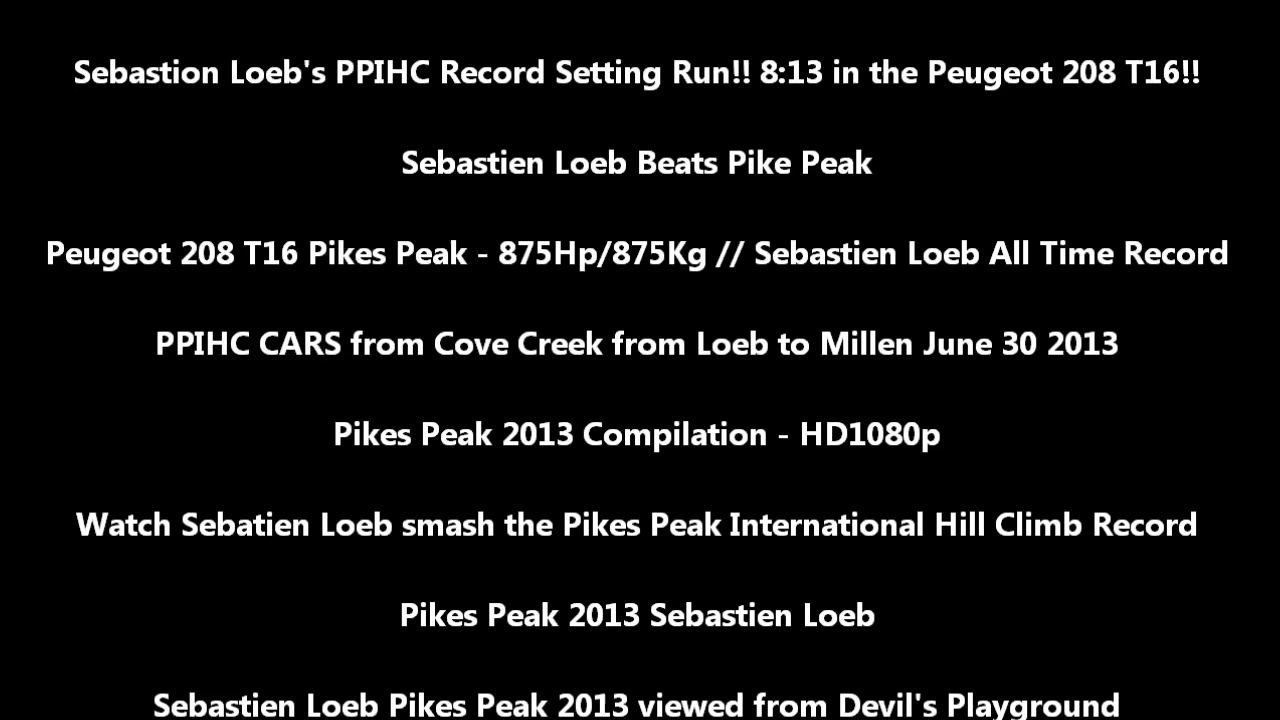 Sebastion Loeb's PPIHC Record Setting Run!! 8:13 in the Peugeot 208 T16!!
Sebastien Loeb Beats Pike Peak
Peugeot 208 T16 Pikes Peak - 875Hp/875Kg // Sebastien Loeb All Time Record
PPIHC CARS from Cove Creek from Loeb to Millen June 30 2013
Pikes Peak 2013 Compilation - HD1080p
Watch Sebatien Loeb smash the Pikes Peak International Hill Climb Record
Pikes Peak 2013 Sebastien Loeb
Sebastien Loeb Pikes Peak 2013 viewed from Devil's Playground